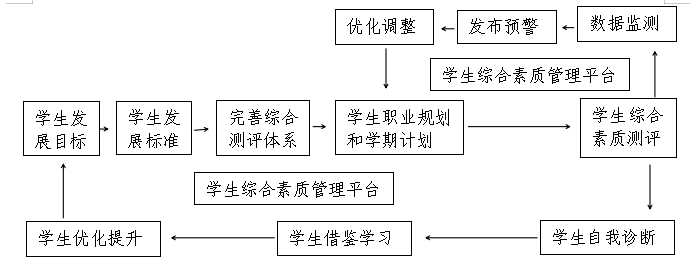 优化调整
发布预警
数据监测
学生综合素质管理平台
学生发
展目标
学生发
展标准
完善综合
测评体系
学生职业规划
和学期计划
学生综合
素质测评
学生综合素质管理平台
学生优化提升
学生借鉴学习
学生自我诊断